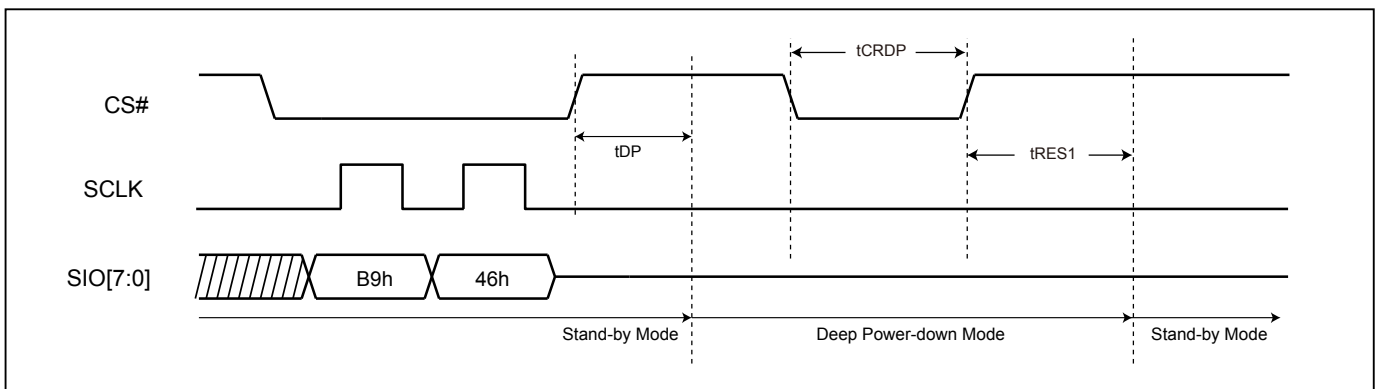 tCRDP
CS#
tDP
tRES1
SCLK
SIO[7:0]
B9h
46h
Stand-by Mode
Deep Power-down Mode
Stand-by Mode